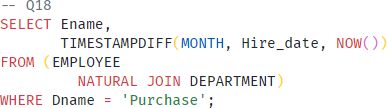 -- Q18
SELECT Ename,
       TIMESTAMPDIFF(MONTH, Hire_date, NOW())
FROM (EMPLOYEE
         NATURAL JOIN DEPARTMENT)
WHERE Dname = 'Purchase';